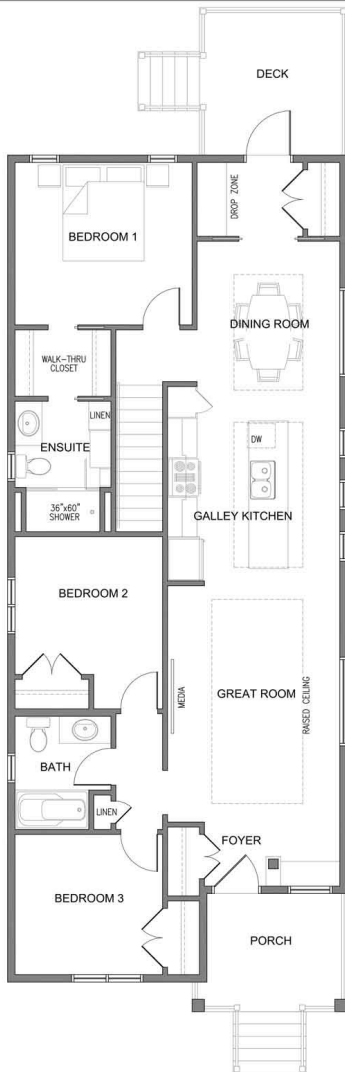 DECK
DROP ZONE
BEDROOM 1
DINING ROOM
WALK-THRU
CLOSET
LINEN
ENSUITE
DW
36"x60"
SHOWER
GALLEY KITCHEN
BEDROOM 2
MEDIA
GREAT ROOM
RAISED CEILING
BATH
LINEN
FOYER
BEDROOM 3
PORCH